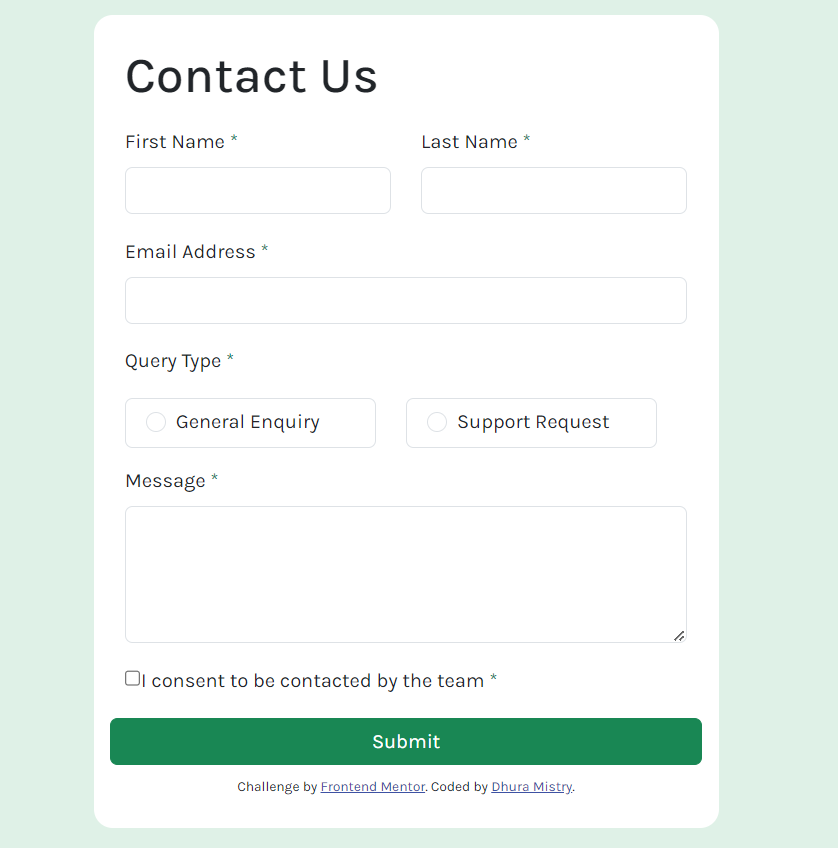 Contact Us
First Name * Last Name *
Email Address *
Query Type *
General Enquiry Support Request
Message *
I consent to be contacted by the team *
Submit
Challenge by Frontend Mentor. Coded by Dhura Mistry.